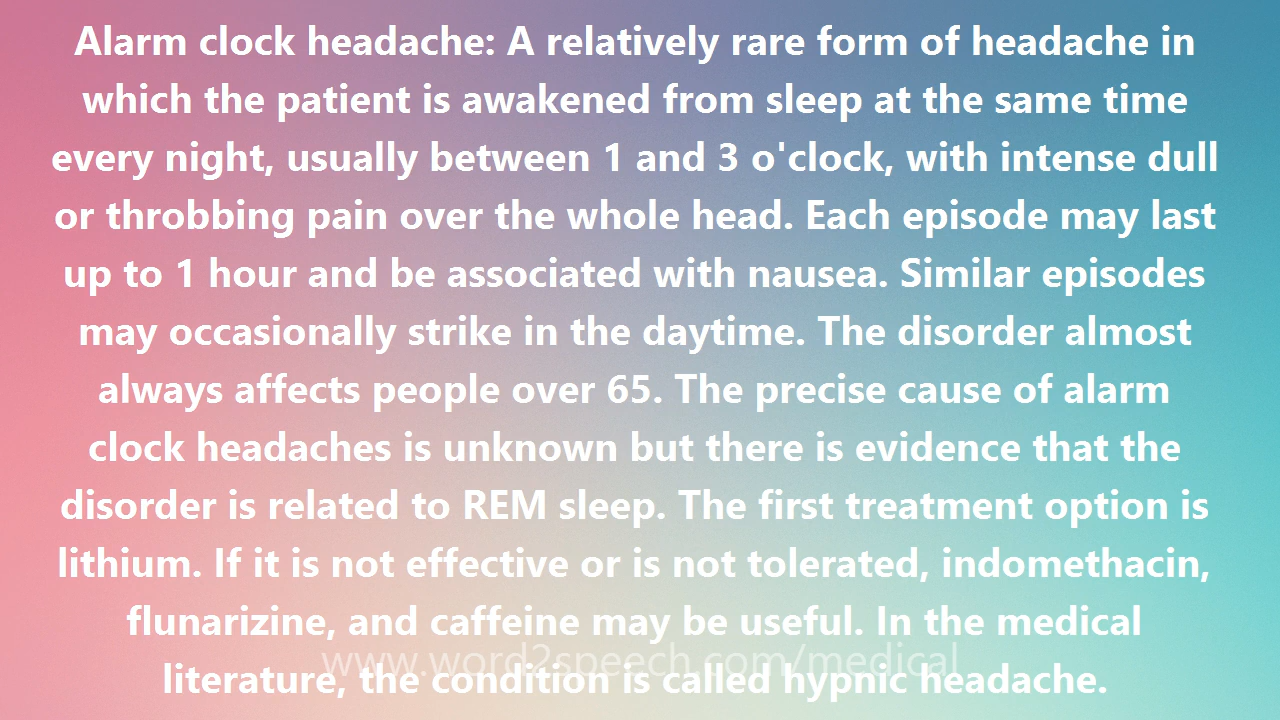 Alarm clock headache: A relatively rare form of headache in
which the patient is awakened from sleep at the same time
every night, usually between 1 and 3 o'clock, with intense dull
or throbbing pain over the whole head. Each episode may last
up to 1 hour and be associated with nausea. Similar episodes
may occasionally strike in the daytime. The disorder almost
always affects people over 65. The precise cause of alarm
clock headaches is unknown but there is evidence that the
disorder is related to REM sleep. The first treatment option is
lithium. If it is not effective or is not tolerated, indomethacin,
flunarizine, and caffeine may be useful. In the medical
www.word2speech.com/medical
literature, the condition is called hypnic headache.